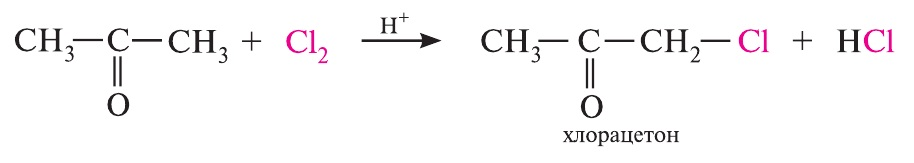 CH₃—C—CH₃ + Cl₂ H⁺ CH₃—C—CH₂—Cl + HCl
O O
хлорацетон